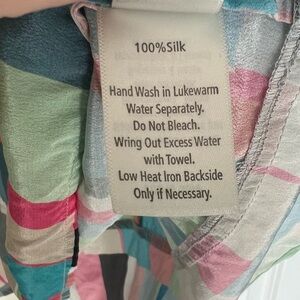 100%Silk
Hand Wash in Lukewarm
Water Separately.
Do Not Bleach.
Wring Out Excess Water
with Towel.
Low Heat Iron Backside
Only if Necessary.